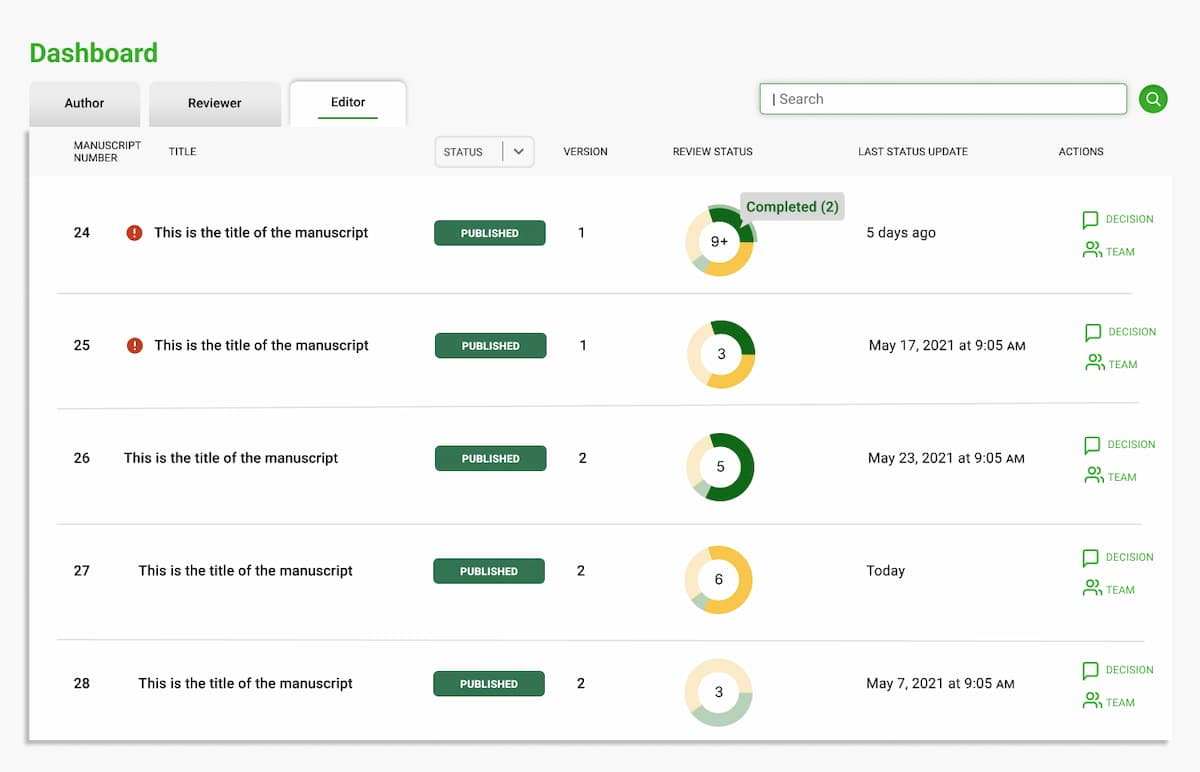 Dashboard
Author
Reviewer
Editor
| Search
MANUSCRIPT
NUMBER
TITLE
STATUS
VERSION
REVIEW STATUS
LAST STATUS UPDATE
ACTIONS
24
!
This is the title of the manuscript
PUBLISHED
1
9+
Completed (2)
5 days ago
DECISION
TEAM
25
!
This is the title of the manuscript
PUBLISHED
1
3
May 17, 2021 at 9:05 AM
DECISION
TEAM
26
This is the title of the manuscript
PUBLISHED
2
5
May 23, 2021 at 9:05 AM
DECISION
TEAM
27
This is the title of the manuscript
PUBLISHED
2
6
Today
DECISION
TEAM
28
This is the title of the manuscript
PUBLISHED
2
3
May 7, 2021 at 9:05 AM
DECISION
TEAM